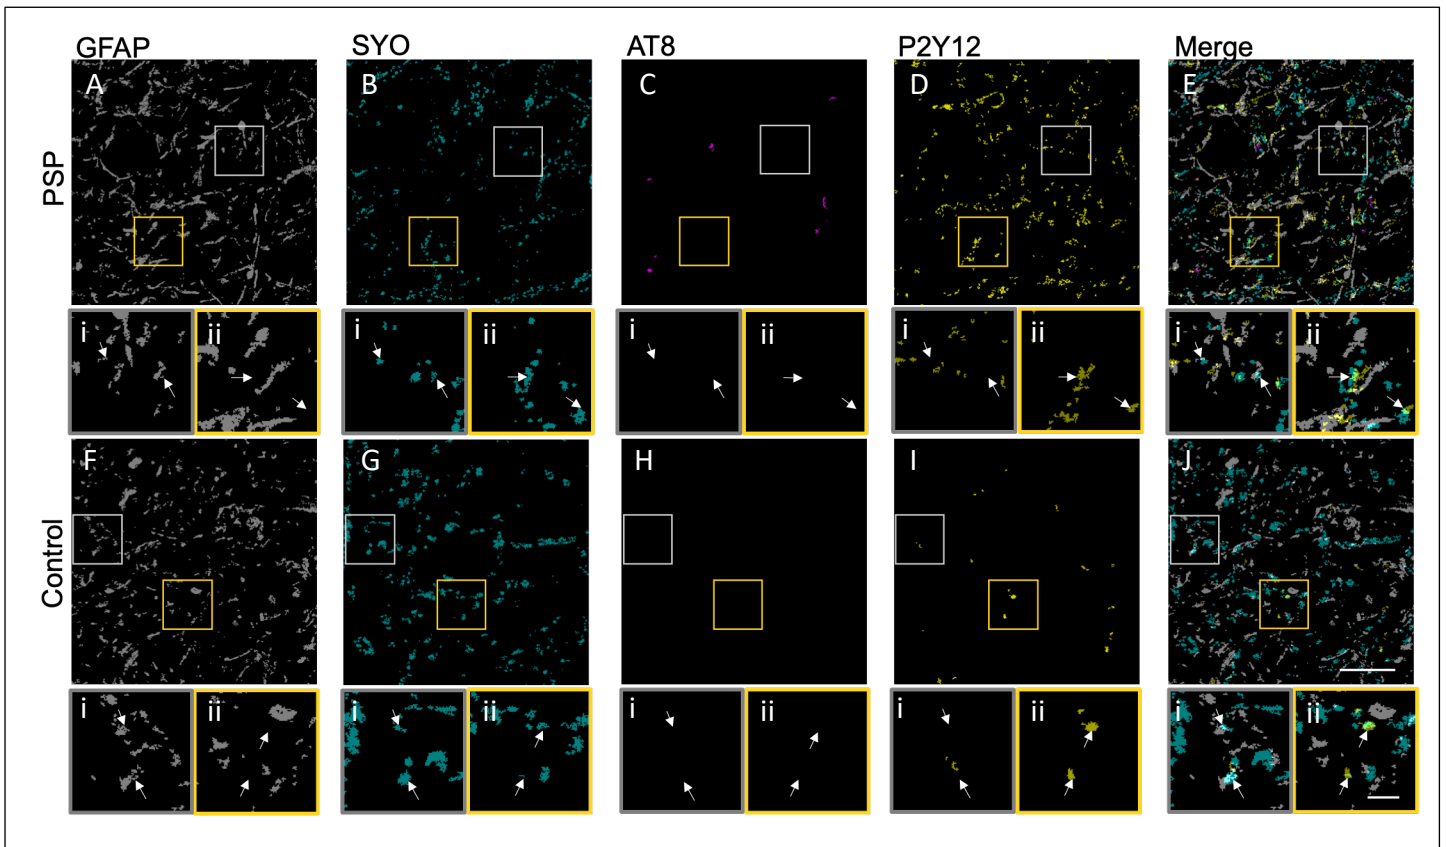 GFAP SYO AT8 P2Y12 Merge
PSP
A B C D E
i ii i ii i ii i ii i ii
Control
F G H I J
i ii i ii i ii i ii i ii